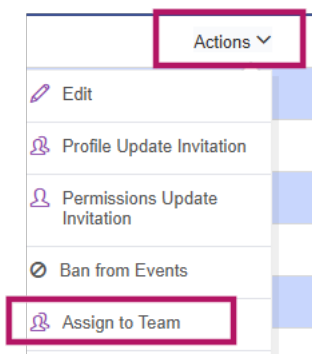 Actions
Edit
Profile Update Invitation
Permissions Update
Invitation
Ban from Events
Assign to Team